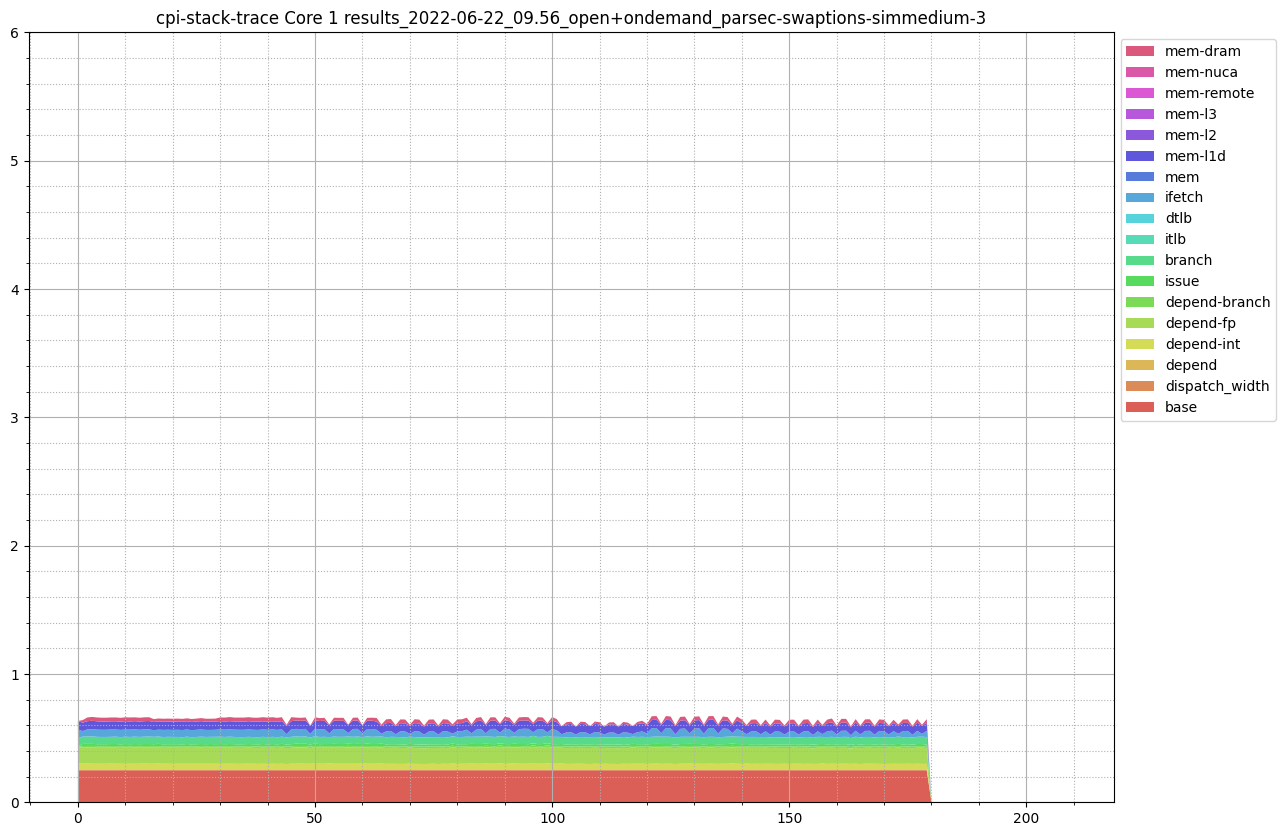 cpi-stack-trace Core 1 results_2022-06-22_09.56_open+ondemand_parsec-swaptions-simmedium-3
6
5
4
3
2
1
0
0 50 100 150 200
mem-dram
mem-nuca
mem-remote
mem-l3
mem-l2
mem-l1d
mem
ifetch
dtlb
itlb
branch
issue
depend-branch
depend-fp
depend-int
depend
dispatch_width
base